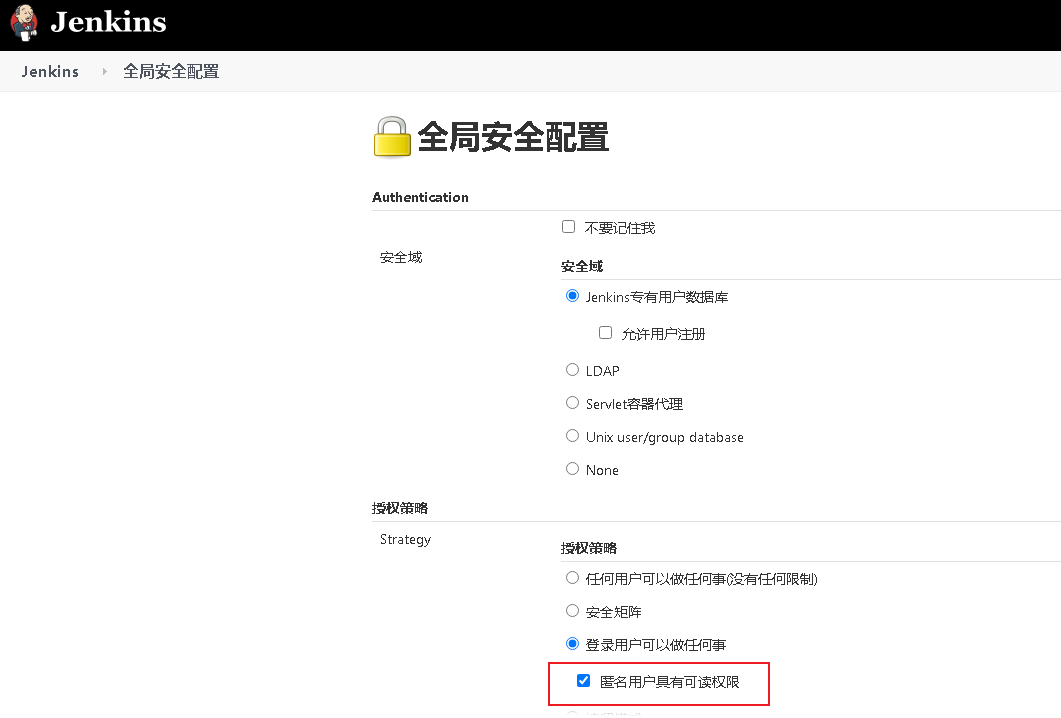 Jenkins
Jenkins 全局安全配置
全局安全配置
Authentication
不要记住我
安全域
安全域
Jenkins专有用户数据库
允许用户注册
LDAP
Servlet容器代理
Unix user/group database
None
授权策略
Strategy
授权策略
任何用户可以做任何事(没有任何限制)
安全矩阵
登录用户可以做任何事
匿名用户具有可读权限